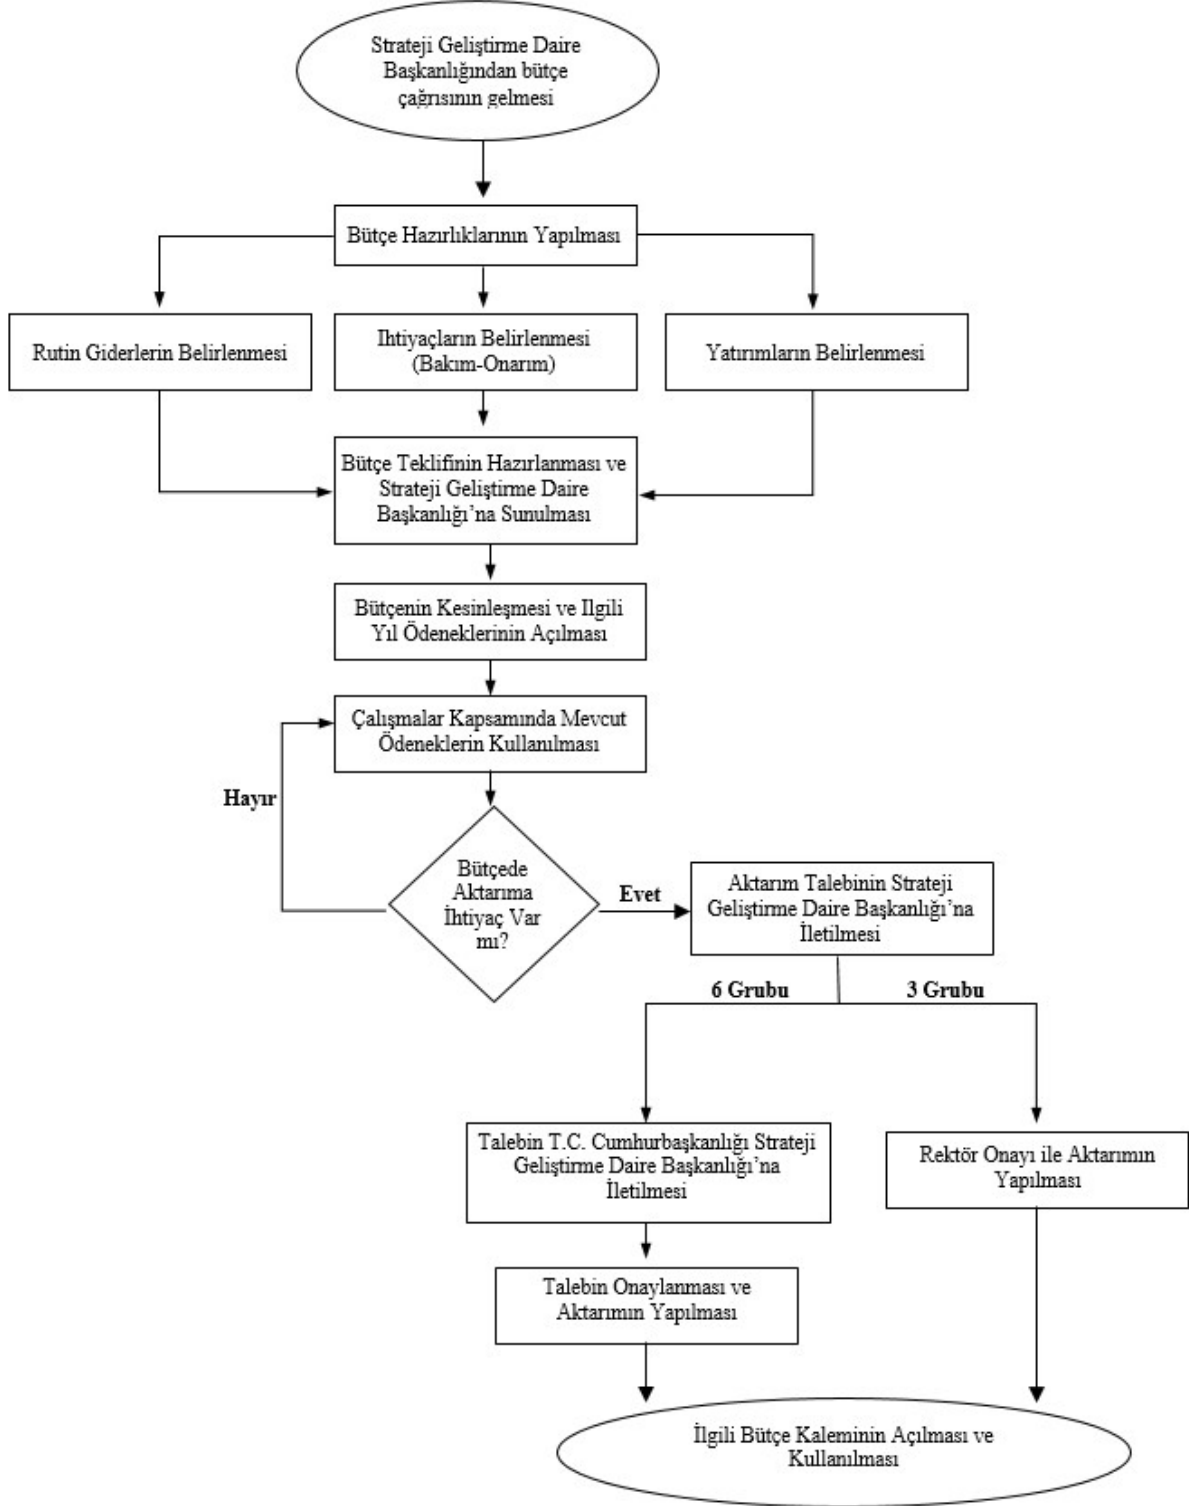 Strateji Geliştirme Daire
Başkanlığından bütçe
çağrısının gelmesi
Bütçe Hazırlıklarının Yapılması
Rutin Giderlerin Belirlenmesi
Ihtiyaçların Belirlenmesi
(Bakım-Onarım)
Yatırımların Belirlenmesi
Bütçe Teklifinin Hazırlanması ve
Strateji Geliştirme Daire
Başkanlığı’na Sunulması
Bütçenin Kesinleşmesi ve Ilgili
Yıl Ödeneklerinin Açılması
Çalışmalar Kapsamında Mevcut
Ödeneklerin Kullanılması
Hayır
Bütçede
Aktarıma
İhtiyaç Var
mı?
Evet
Aktarım Talebinin Strateji
Geliştirme Daire Başkanlığı’na
İletilmesi
6 Grubu
3 Grubu
Talebin T.C. Cumhurbaşkanlığı Strateji
Geliştirme Daire Başkanlığı’na
İletilmesi
Rektör Onayı ile Aktarımın
Yapılması
Talebin Onaylanması ve
Aktarımın Yapılması
İlgili Bütçe Kaleminin Açılması ve
Kullanılması